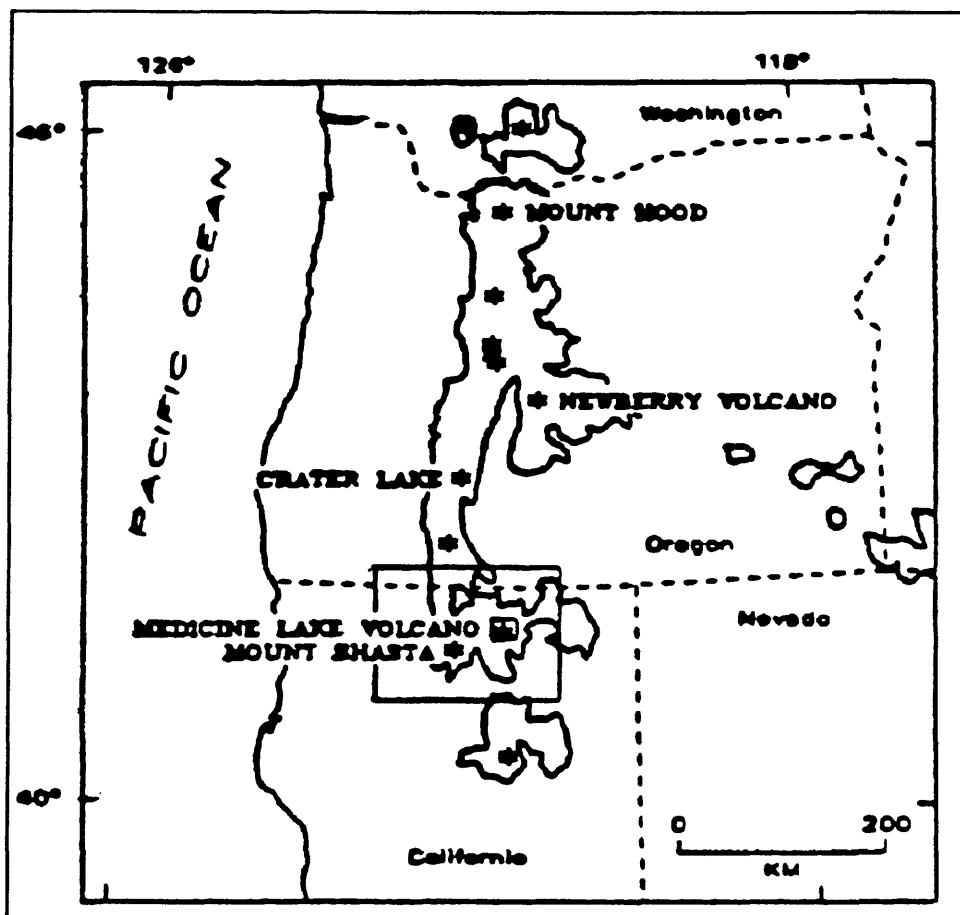 126°
118°
46°
Washington
PACIFIC OCEAN
MOUNT HOOD
NEWBERRY VOLCANO
CRATER LAKE
Oregon
Nevada
MEDICINE LAKE VOLCANO
MOUNT SHASTA
40°
0 200
KM
California